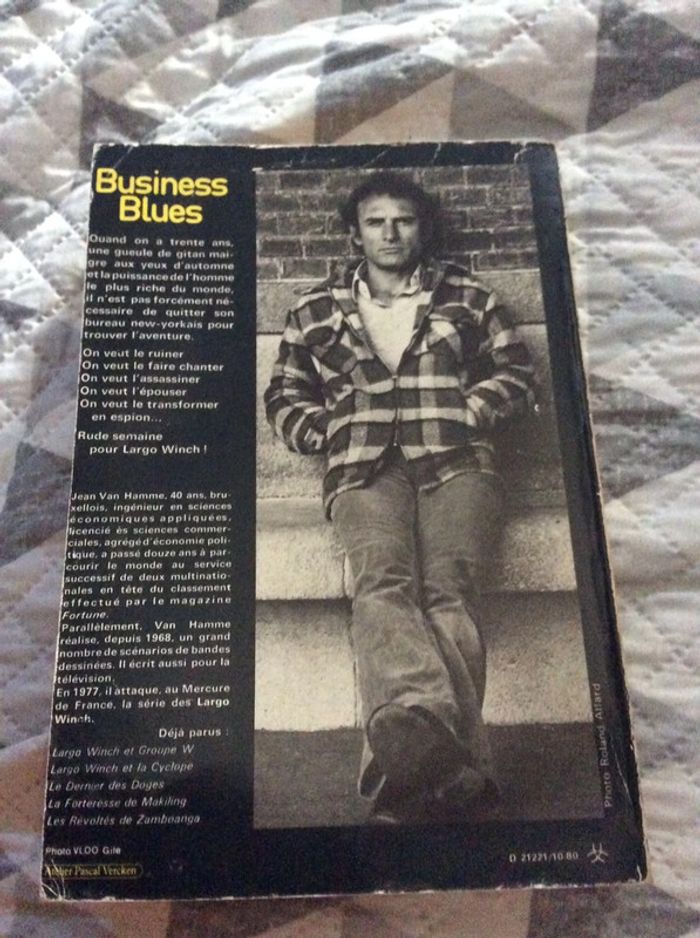 Business
Blues
Quand on a trente ans,
une gueule de gitan mai-
gre aux yeux d'automne
et la puissance de l'homme
le plus riche du monde,
il n'est pas forcément né-
cessaire de quitter son
bureau new-yorkais pour
trouver l'aventure.
On veut le ruiner
On veut le faire chanter
On veut l'assassiner
On veut l'épouser
On veut le transformer
en espion...
Rude semaine
pour Largo Winch !
Jean Van Hamme, 40 ans, bru-
xellois, ingénieur en sciences
économiques appliquées,
licencié ès sciences commer-
ciales, agrégé d'économie poli-
tique, a passé douze ans à par-
courir le monde au service
successif de deux multinatio-
nales en tête du classement
effectué par le magazine
Fortune.
Parallèlement, Van Hamme
réalise, depuis 1968, un grand
nombre de scénarios de bandes
dessinées. Il écrit aussi pour la
télévision.
En 1977, il attaque, au Mercure
de France, la série des Largo
Winch.
Déjà parus :
Largo Winch et Groupe W
Largo Winch et la Cyclope
Le Dernier des Doges
La Forteresse de Makiling
Les Révoltés de Zamboanga
Photo VLOO Gile
Atelier Pascal Vercken
D 21221/10-80
Photo Roland Allard